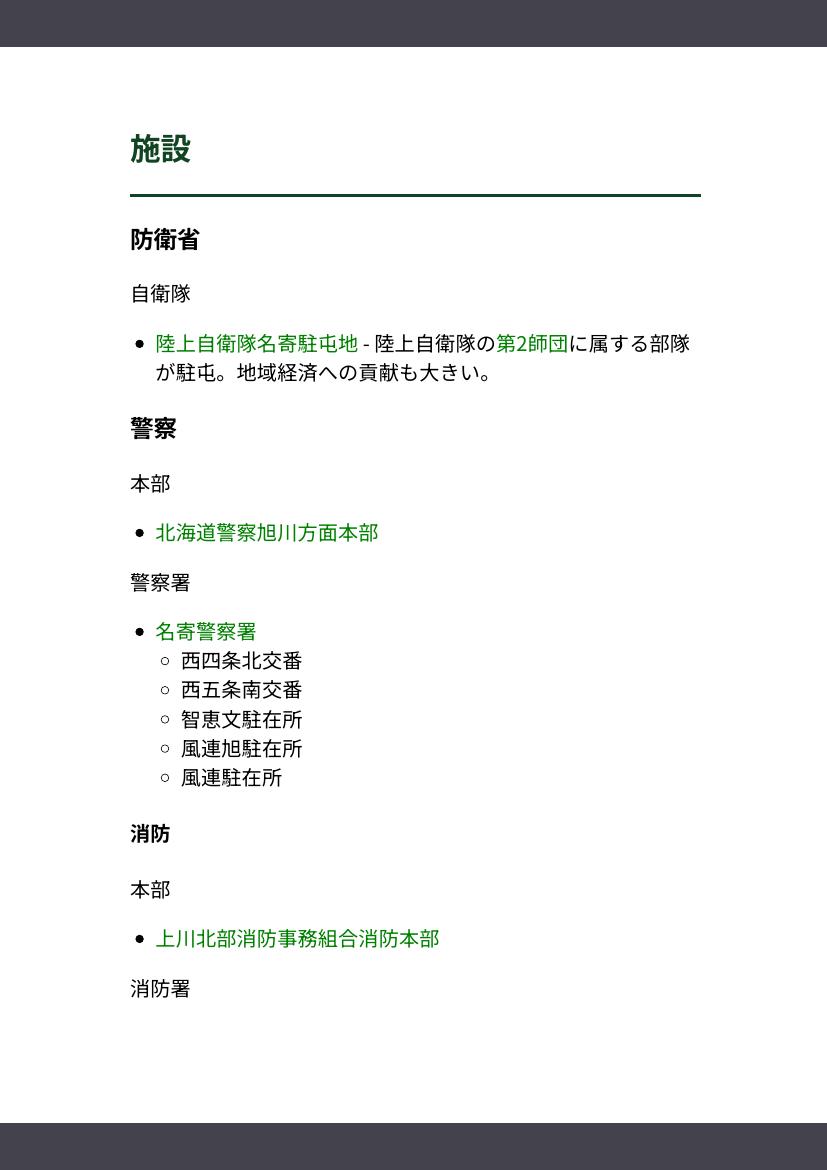 施設
防衛省
自衛隊
• 陸上自衛隊名寄駐屯地 - 陸上自衛隊の第2師団に属する部隊
が駐屯。地域経済への貢献も大きい。
警察
本部
• 北海道警察旭川方面本部
警察署
• 名寄警察署
◦ 西四条北交番
◦ 西五条南交番
◦ 智恵文駐在所
◦ 風連旭駐在所
◦ 風連駐在所
消防
本部
• 上川北部消防事務組合消防本部
消防署